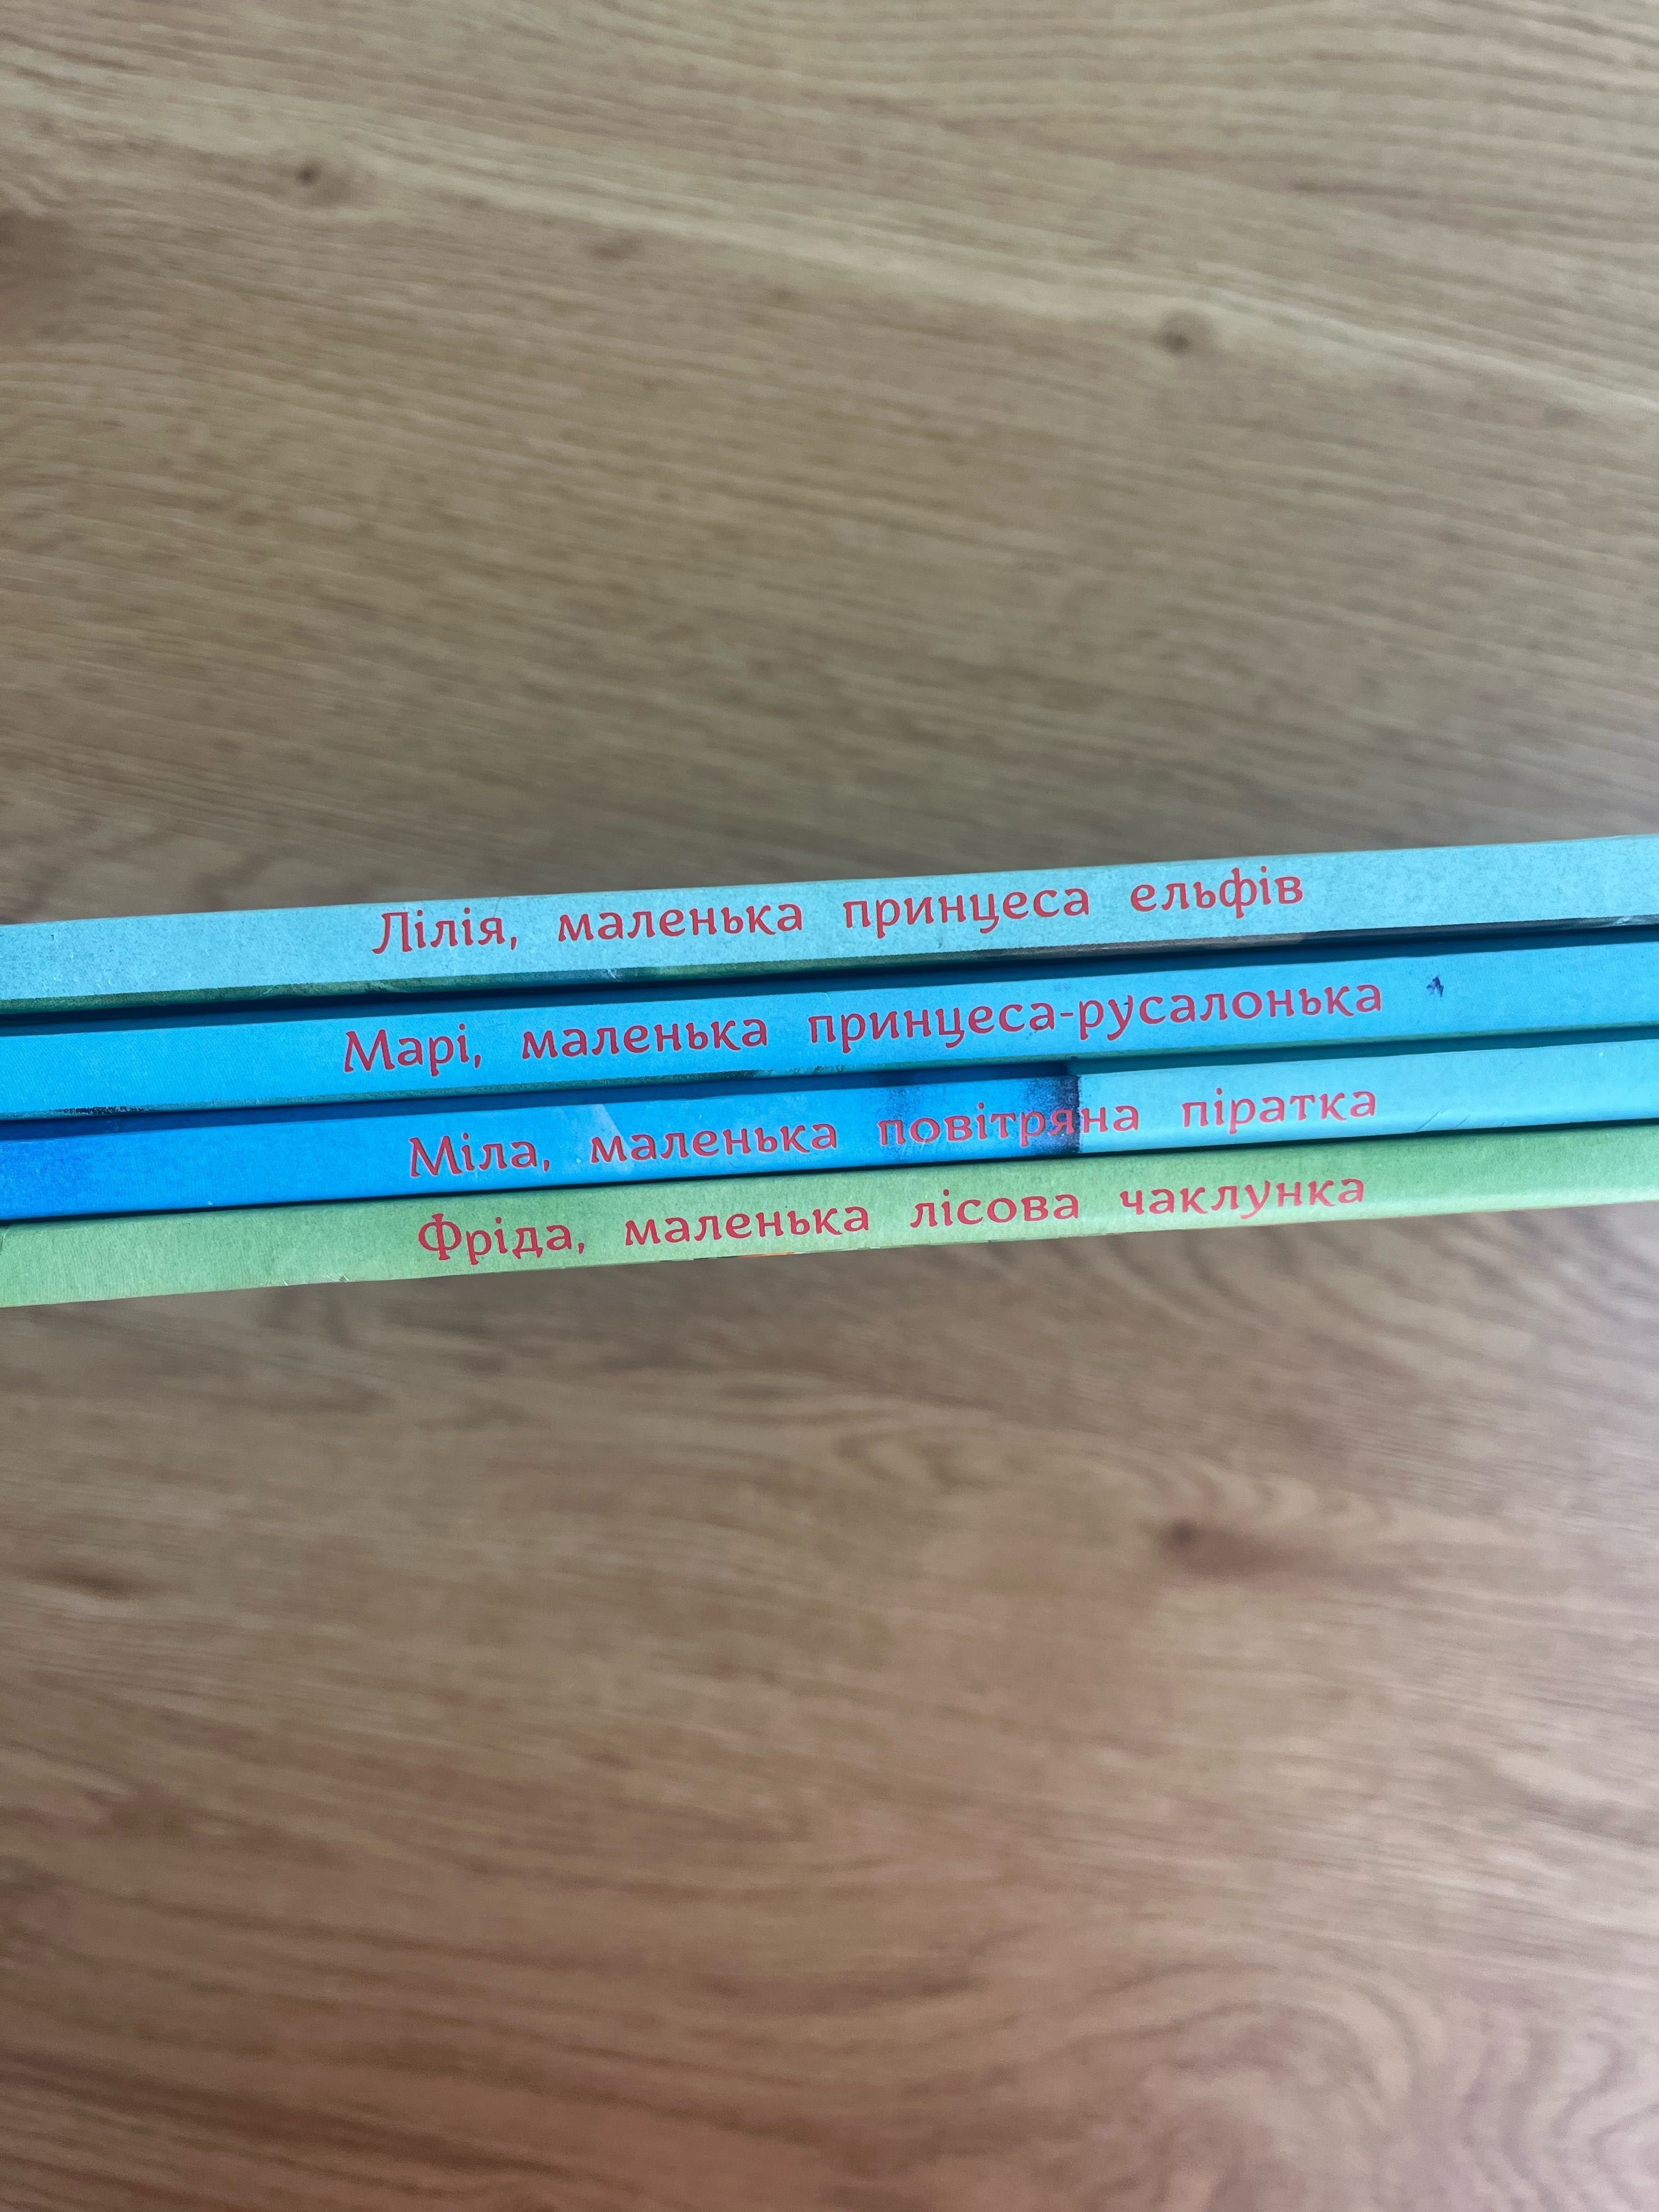 Лілія, маленька принцеса ельфів
Марі, маленька принцеса-русалонька
Міла, маленька повітряна піратка
Фріда, маленька лісова чаклунка